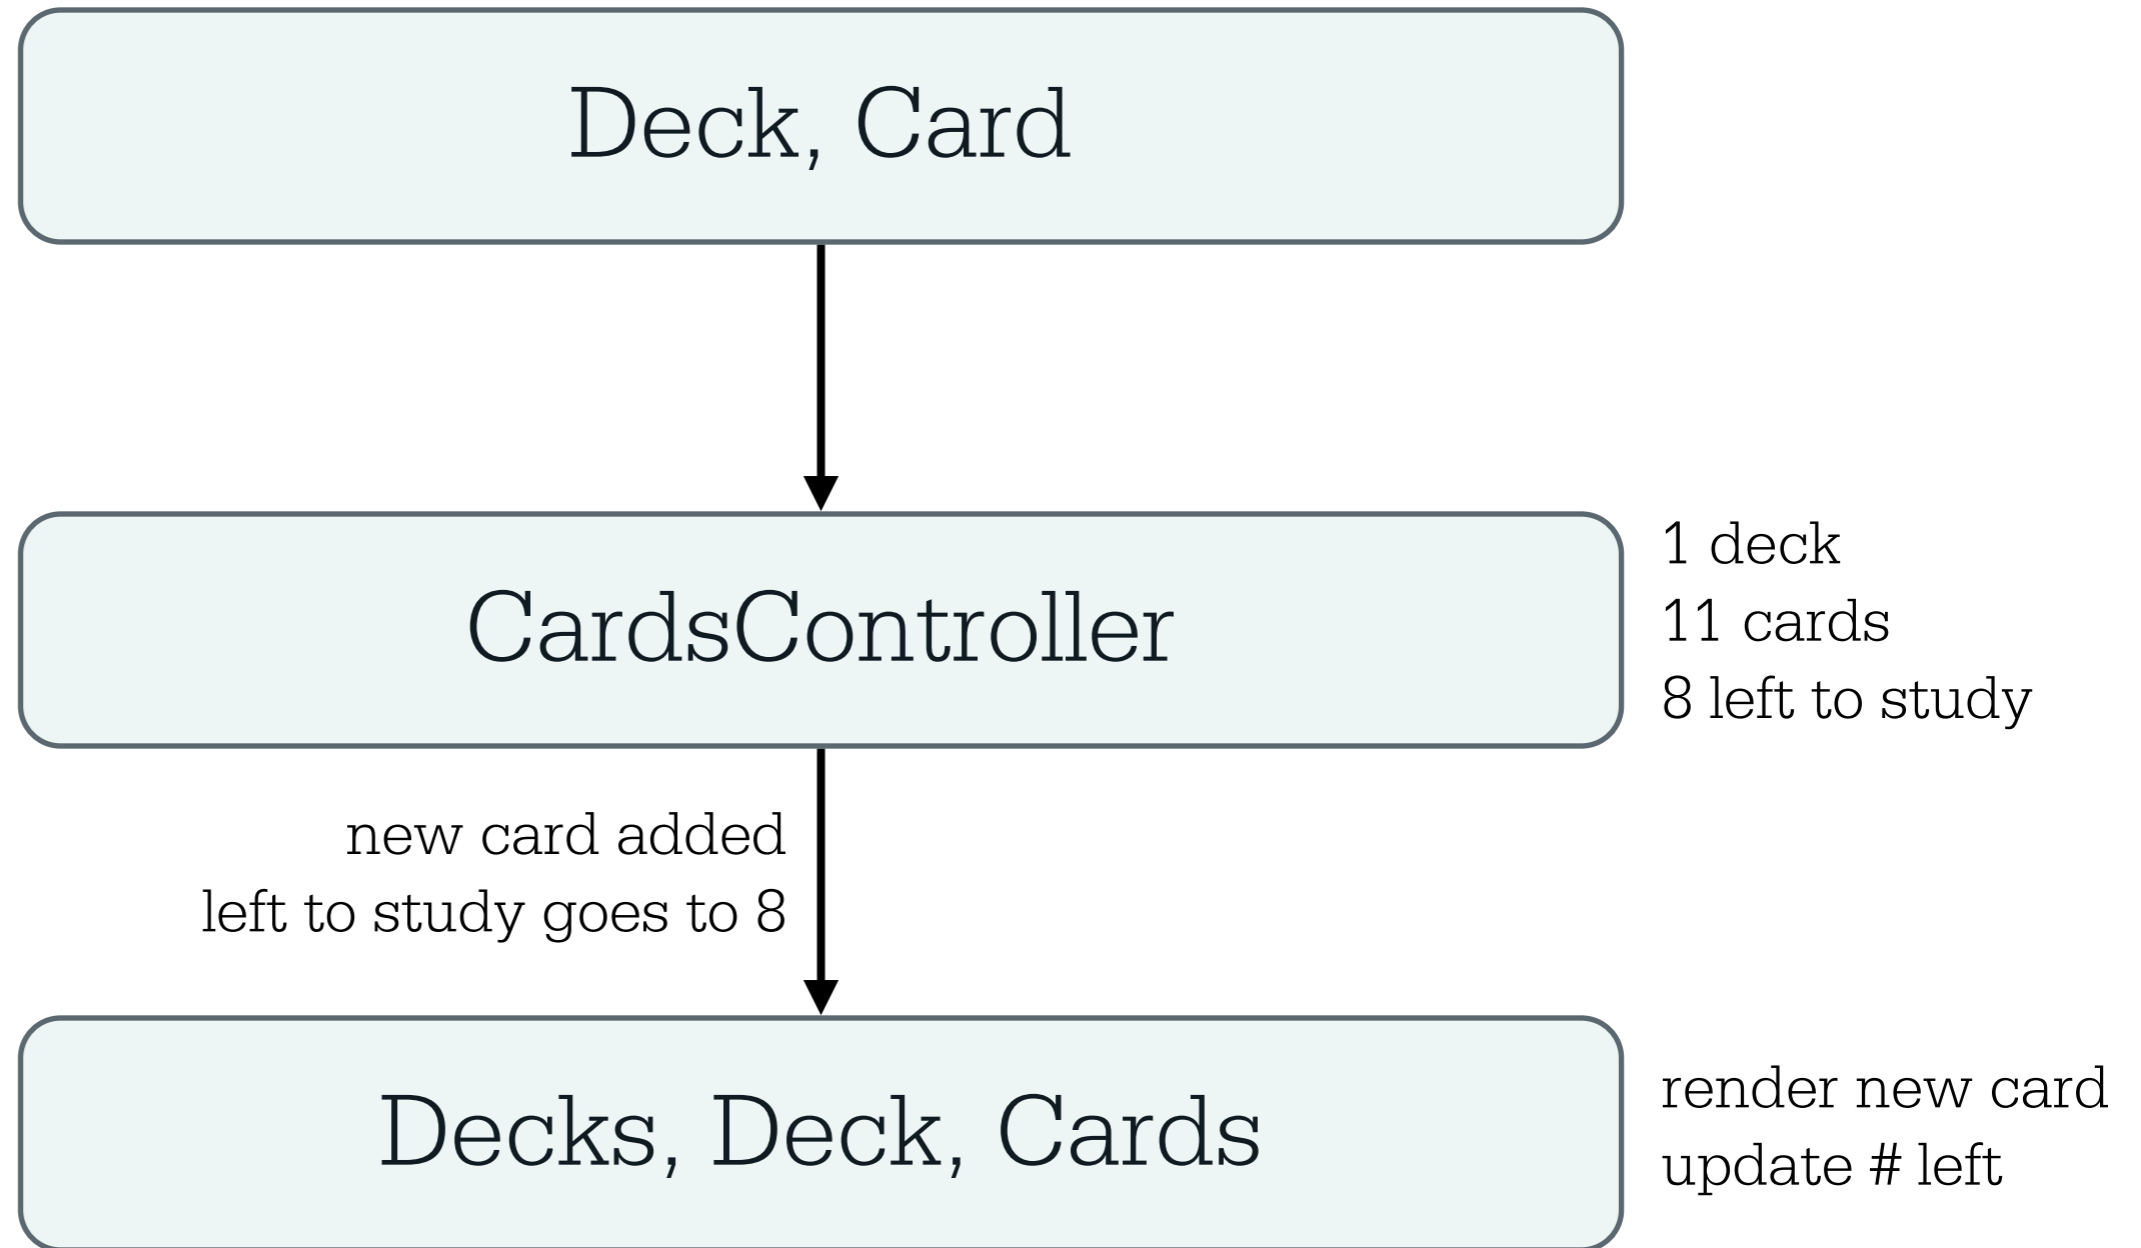 Deck, Card
CardsController
1 deck
11 cards
8 left to study
new card added
left to study goes to 8
Decks, Deck, Cards
render new card
update # left